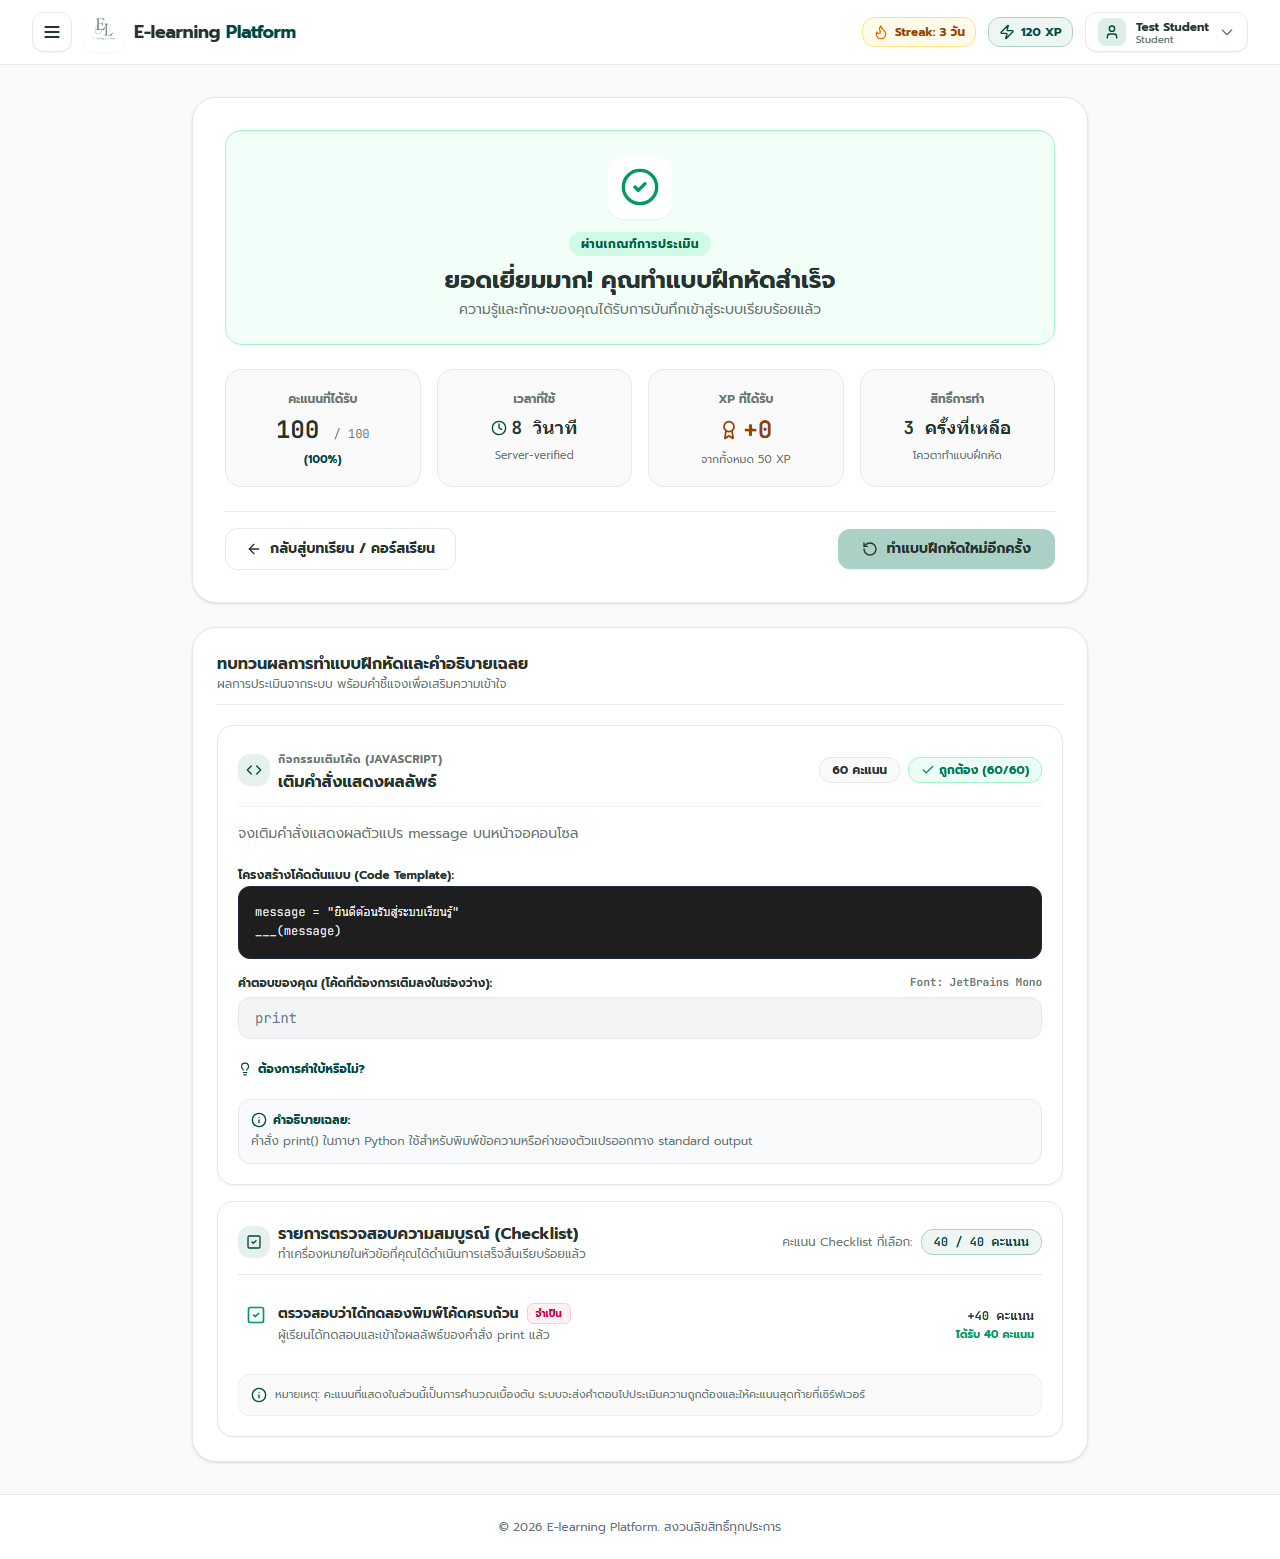 EL
E-learning Platform
Streak: 3 วัน
120 XP
Test Student
Student
ผ่านเกณฑ์การประเมิน
ยอดเยี่ยมมาก! คุณทำแบบฝึกหัดสำเร็จ
ความรู้และทักษะของคุณได้รับการบันทึกเข้าสู่ระบบเรียบร้อยแล้ว
คะแนนที่ได้รับ
100 / 100
(100%)
เวลาที่ใช้
8 วินาที
Server-verified
XP ที่ได้รับ
+0
จากทั้งหมด 50 XP
สิทธิ์การทำ
3 ครั้งที่เหลือ
โควตาทำแบบฝึกหัด
กลับสู่บทเรียน / คอร์สเรียน
ทำแบบฝึกหัดใหม่อีกครั้ง
ทบทวนผลการทำแบบฝึกหัดและคำอธิบายเฉลย
ผลการประเมินจากระบบ พร้อมคำชี้แจงเพื่อเสริมความเข้าใจ
กิจกรรมเติมโค้ด (JAVASCRIPT)
เติมคำสั่งแสดงผลลัพธ์
60 คะแนน
ถูกต้อง (60/60)
จงเติมคำสั่งแสดงผลตัวแปร message บนหน้าจอคอนโซล
โครงสร้างโค้ดต้นแบบ (Code Template):
message = "ยินดีต้อนรับสู่ระบบเรียนรู้"
___(message)
คำตอบของคุณ (โค้ดที่ต้องการเติมลงในช่องว่าง):
Font: JetBrains Mono
print
ต้องการคำใบ้หรือไม่?
คำอธิบายเฉลย:
คำสั่ง print() ในภาษา Python ใช้สำหรับพิมพ์ข้อความหรือค่าของตัวแปรออกทาง standard output
รายการตรวจสอบความสมบูรณ์ (Checklist)
ทำเครื่องหมายในหัวข้อที่คุณได้ดำเนินการเสร็จสิ้นเรียบร้อยแล้ว
คะแนน Checklist ที่เลือก:
40 / 40 คะแนน
ตรวจสอบว่าได้ทดลองพิมพ์โค้ดครบถ้วน
จำเป็น
ผู้เรียนได้ทดสอบและเข้าใจผลลัพธ์ของคำสั่ง print แล้ว
+40 คะแนน
ได้รับ 40 คะแนน
หมายเหตุ: คะแนนที่แสดงในส่วนนี้เป็นการคำนวณเบื้องต้น ระบบจะส่งคำตอบไปประเมินความถูกต้องและให้คะแนนสุดท้ายที่เซิร์ฟเวอร์
© 2026 E-learning Platform. สงวนลิขสิทธิ์ทุกประการ